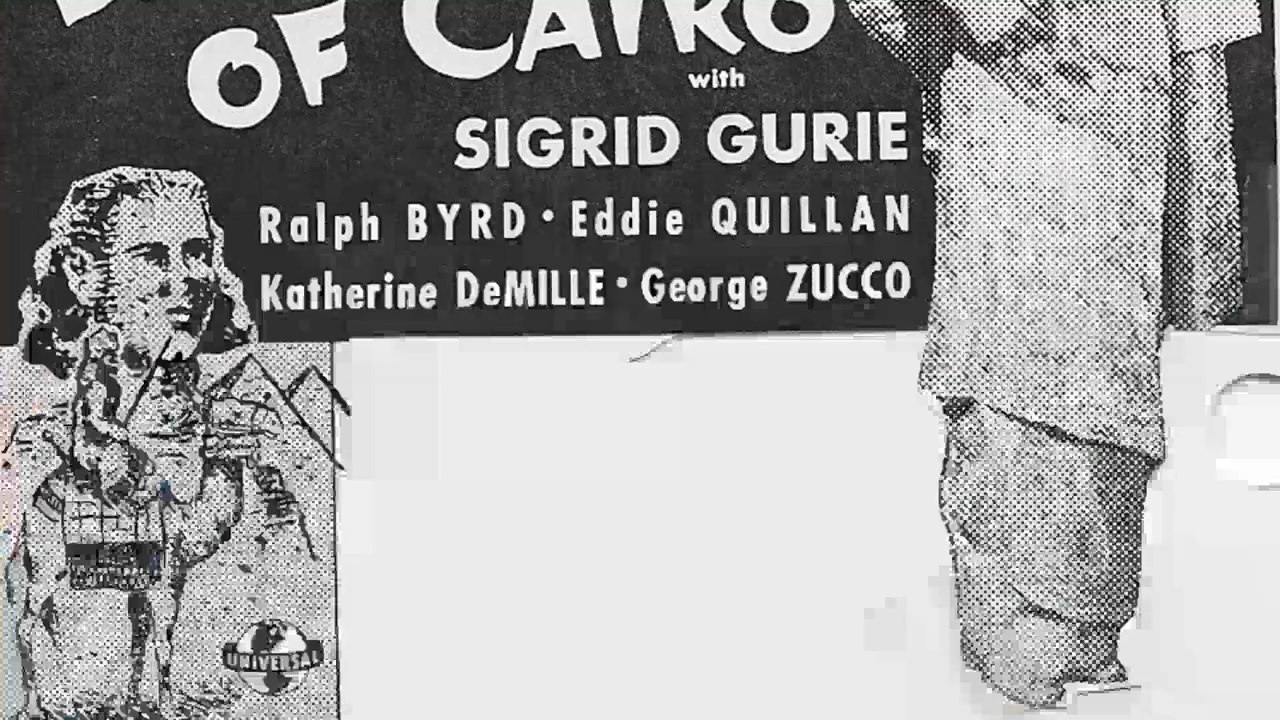 OF CAIRO
with
SIGRID GURIE
Ralph BYRD • Eddie QUILLAN
Katherine DeMILLE • George ZUCCO
UNIVERSAL